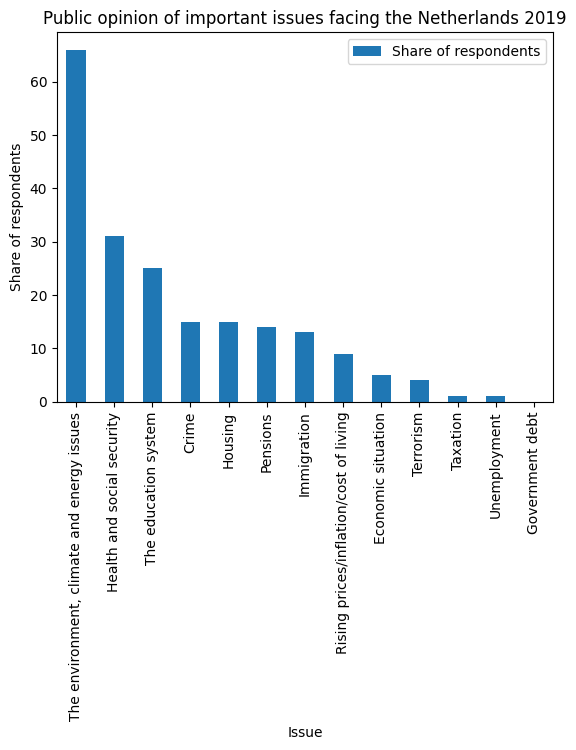 Public opinion of important issues facing the Netherlands 2019
Share of respondents
Share of respondents
60
50
40
30
20
10
0
The environment, climate and energy issues
Health and social security
The education system
Crime
Housing
Pensions
Immigration
Rising prices/inflation/cost of living
Economic situation
Terrorism
Taxation
Unemployment
Government debt
Issue